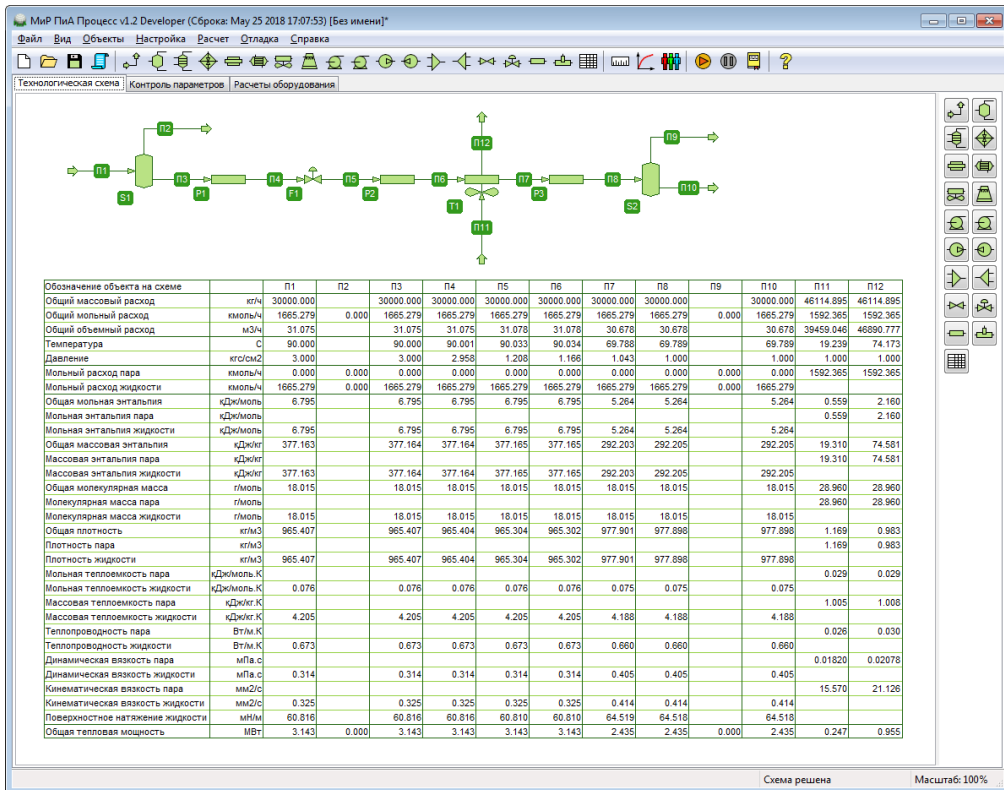 МиР ПиА Процесс v1.2 Developer (Сборка: May 25 2018 17:07:53) [Без имени]*
Файл Вид Объекты Настройка Расчет Отладка Справка
Технологическая схема Контроль параметров Расчеты оборудования
П2 П12 П9
П1 П3 П4 П5 П6 П7 П8
S1 P1 F1 P2 T1 P3 S2 П10
П11
Обозначение объекта на схеме П1 П2 П3 П4 П5 П6 П7 П8 П9 П10 П11 П12
Общий массовый расход кг/ч 30000.000 30000.000 30000.000 30000.000 30000.000 30000.000 30000.000 30000.000 46114.895 46114.895
Общий мольный расход кмоль/ч 1665.279 0.000 1665.279 1665.279 1665.279 1665.279 1665.279 1665.279 0.000 1665.279 1592.365 1592.365
Общий объемный расход м3/ч 31.075 31.075 31.075 31.078 31.078 30.678 30.678 30.678 39459.046 46890.777
Температура С 90.000 90.000 90.001 90.033 90.034 69.788 69.789 69.789 19.239 74.173
Давление кгс/см2 3.000 3.000 2.958 1.208 1.166 1.043 1.000 1.000 1.000 1.000
Мольный расход пара кмоль/ч 0.000 0.000 0.000 0.000 0.000 0.000 0.000 0.000 0.000 0.000 1592.365 1592.365
Мольный расход жидкости кмоль/ч 1665.279 0.000 1665.279 1665.279 1665.279 1665.279 1665.279 1665.279 0.000 1665.279
Общая мольная энтальпия кДж/моль 6.795 6.795 6.795 6.795 6.795 5.264 5.264 5.264 0.559 2.160
Мольная энтальпия пара кДж/моль 0.559 2.160
Мольная энтальпия жидкости кДж/моль 6.795 6.795 6.795 6.795 6.795 5.264 5.264 5.264
Общая массовая энтальпия кДж/кг 377.163 377.164 377.164 377.165 377.165 292.203 292.205 292.205 19.310 74.581
Массовая энтальпия пара кДж/кг 19.310 74.581
Массовая энтальпия жидкости кДж/кг 377.163 377.164 377.164 377.165 377.165 292.203 292.205 292.205
Общая молекулярная масса г/моль 18.015 18.015 18.015 18.015 18.015 18.015 18.015 18.015 28.960 28.960
Молекулярная масса пара г/моль 28.960 28.960
Молекулярная масса жидкости г/моль 18.015 18.015 18.015 18.015 18.015 18.015 18.015 18.015
Общая плотность кг/м3 965.407 965.407 965.404 965.304 965.302 977.901 977.898 977.898 1.169 0.983
Плотность пара кг/м3 1.169 0.983
Плотность жидкости кг/м3 965.407 965.407 965.404 965.304 965.302 977.901 977.898 977.898
Мольная теплоемкость пара кДж/моль.К 0.029 0.029
Мольная теплоемкость жидкости кДж/моль.К 0.076 0.076 0.076 0.076 0.076 0.075 0.075 0.075
Массовая теплоемкость пара кДж/кг.К 1.005 1.008
Массовая теплоемкость жидкости кДж/кг.К 4.205 4.205 4.205 4.205 4.205 4.188 4.188 4.188
Теплопроводность пара Вт/м.К 0.026 0.030
Теплопроводность жидкости Вт/м.К 0.673 0.673 0.673 0.673 0.673 0.660 0.660 0.660
Динамическая вязкость пара мПа.с 0.01820 0.02078
Динамическая вязкость жидкости мПа.с 0.314 0.314 0.314 0.314 0.314 0.405 0.405 0.405
Кинематическая вязкость пара мм2/с 15.570 21.126
Кинематическая вязкость жидкости мм2/с 0.325 0.325 0.325 0.325 0.325 0.414 0.414 0.414
Поверхностное натяжение жидкости мН/м 60.816 60.816 60.816 60.810 60.810 64.519 64.518 64.518
Общая тепловая мощность МВт 3.143 0.000 3.143 3.143 3.143 3.143 2.435 2.435 0.000 2.435 0.247 0.955
Схема решена Масштаб: 100%